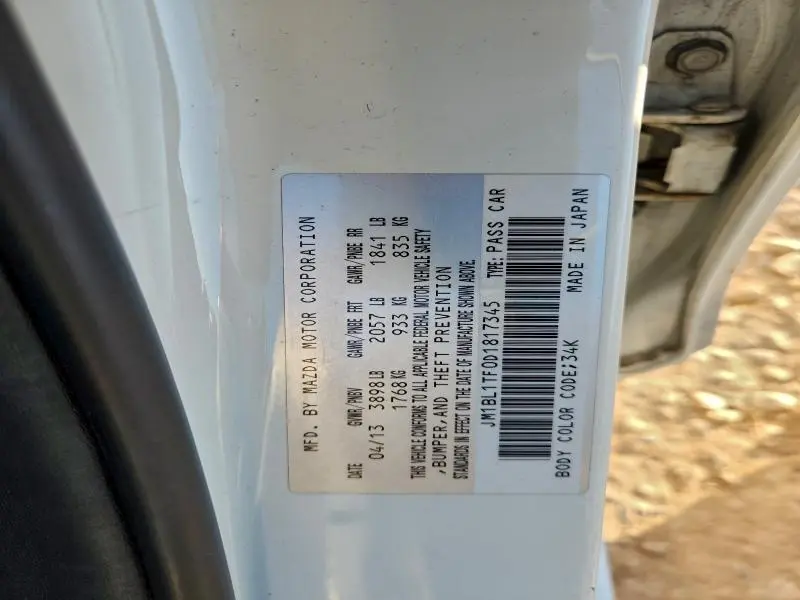 MFD. BY MAZDA MOTOR CORPORATION
DATE GVWR/PNBV GAWR/PNBE FRT GAWR/PNBE RR
04/13 3898LB 2057 LB 1841 LB
1768KG 933 KG 835 KG
THIS VEHICLE CONFORMS TO ALL APPLICABLE FEDERAL MOTOR VEHICLE SAFETY
,BUMPER,AND THEFT PREVENTION
STANDARDS IN EFFECT ON THE DATE OF MANUFACTURE SHOWN ABOVE.
JM1BL1TF0D1817345 TYPE: PASS CAR
BODY COLOR CODE;34K MADE IN JAPAN